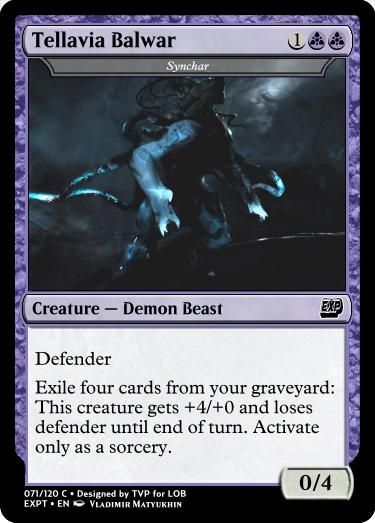 Tellavia Balwar 1
Synchar
Creature — Demon Beast EXP
Defender
Exile four cards from your graveyard:
This creature gets +4/+0 and loses
defender until end of turn. Activate
only as a sorcery.
071/120 C • Designed by TVP for LOB
EXPT • EN Vladimir Matyukhin
0/4